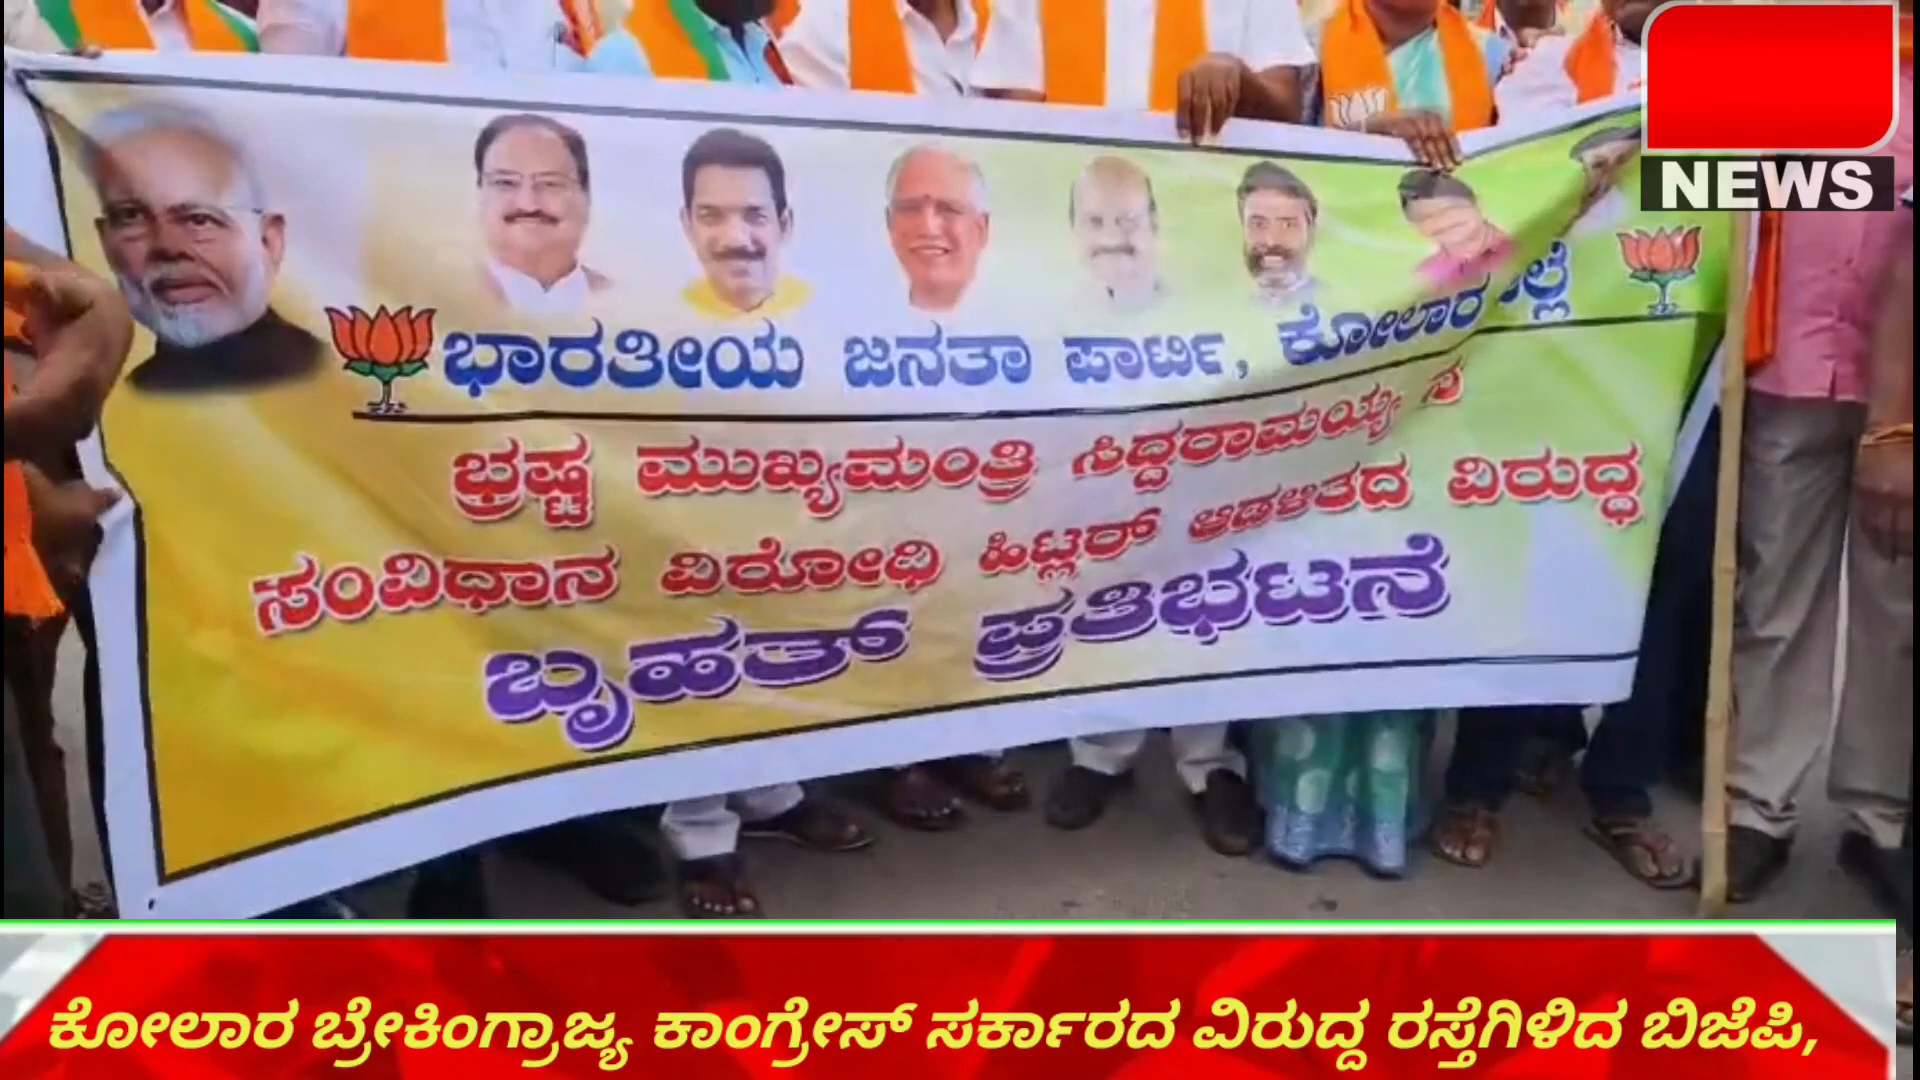 NEWS
ಭಾರತೀಯ ಜನತಾ ಪಾರ್ಟಿ, ಕೋಲಾರ
ಭ್ರಷ್ಟ ಮುಖ್ಯಮಂತ್ರಿ ಸಿದ್ದರಾಮಯ್ಯ ಸ
ಸಂವಿಧಾನ ವಿರೋಧಿ ಹಿಟ್ಲರ್ ಆಡಳಿತದ ವಿರುದ್ಧ
ಬೃಹತ್ ಪ್ರತಿಭಟನೆ
ಕೋಲಾರ ಬ್ರೇಕಿಂಗ್ರಾಜ್ಯ ಕಾಂಗ್ರೇಸ್ ಸರ್ಕಾರದ ವಿರುದ್ದ ರಸ್ತೆಗಿಳಿದ ಬಿಜೆಪಿ,